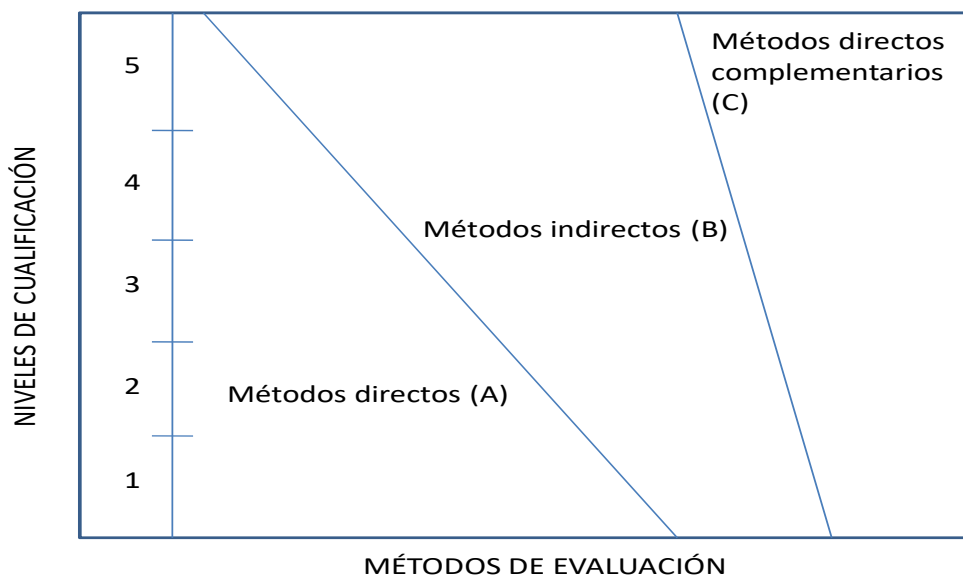 Métodos directos
complementarios
(C)
5
4
Métodos indirectos (B)
3
2
Métodos directos (A)
1
NIVELES DE CUALIFICACIÓN
MÉTODOS DE EVALUACIÓN